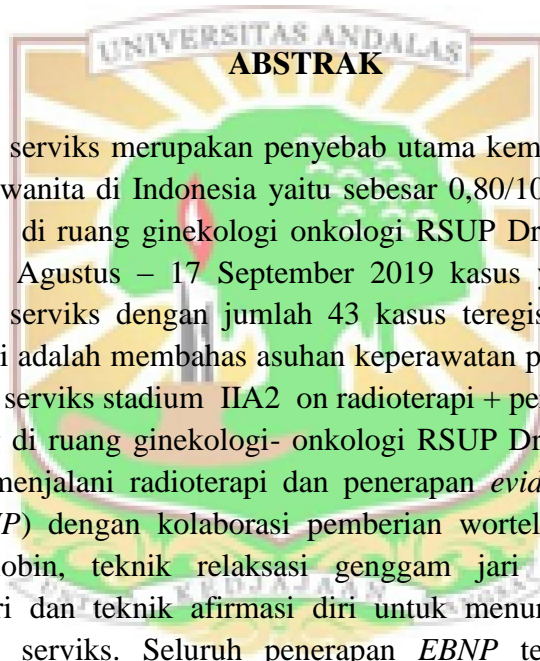 UNIVERSITAS ANDALAS
ABSTRAK
serviks merupakan penyebab utama kem
wanita di Indonesia yaitu sebesar 0,80/10
di ruang ginekologi onkologi RSUP Dr
Agustus – 17 September 2019 kasus
serviks dengan jumlah 43 kasus teregis
i adalah membahas asuhan keperawatan p
serviks stadium IIA2 on radioterapi + pe
di ruang ginekologi- onkologi RSUP Dr
menjalani radioterapi dan penerapan evid
P) dengan kolaborasi pemberian wortel
obin, teknik relaksasi genggam jari
ri dan teknik afirmasi diri untuk menur
serviks. Seluruh penerapan EBNP te